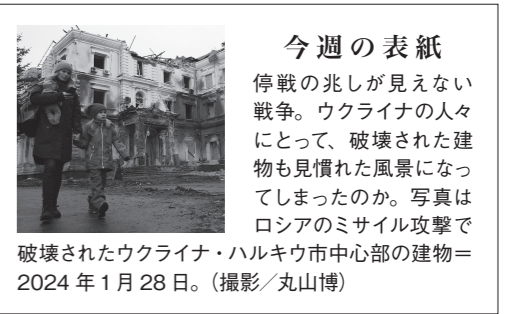 今週の表紙
停戦の兆しが見えない
戦争。ウクライナの人々
にとって、破壊された建
物も見慣れた風景になっ
てしまったのか。写真は
ロシアのミサイル攻撃で
破壊されたウクライナ・ハルキウ市中心部の建物＝
2024年1月28日。（撮影／丸山博）